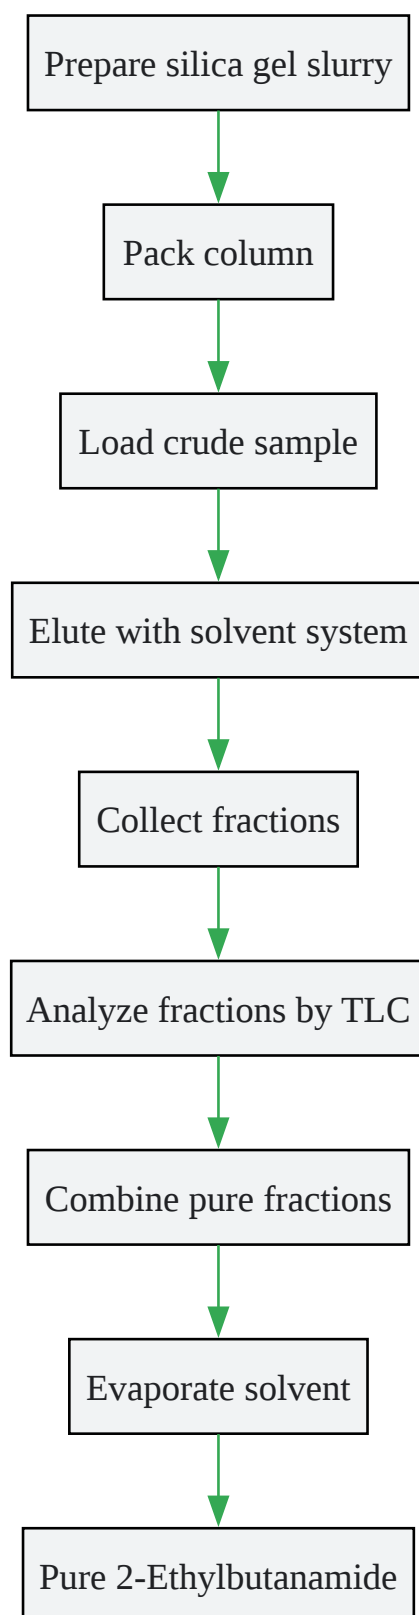 Prepare silica gel slurry
Pack column
Load crude sample
Elute with solvent system
Collect fractions
Analyze fractions by TLC
Combine pure fractions
Evaporate solvent
Pure 2-Ethylbutanamide